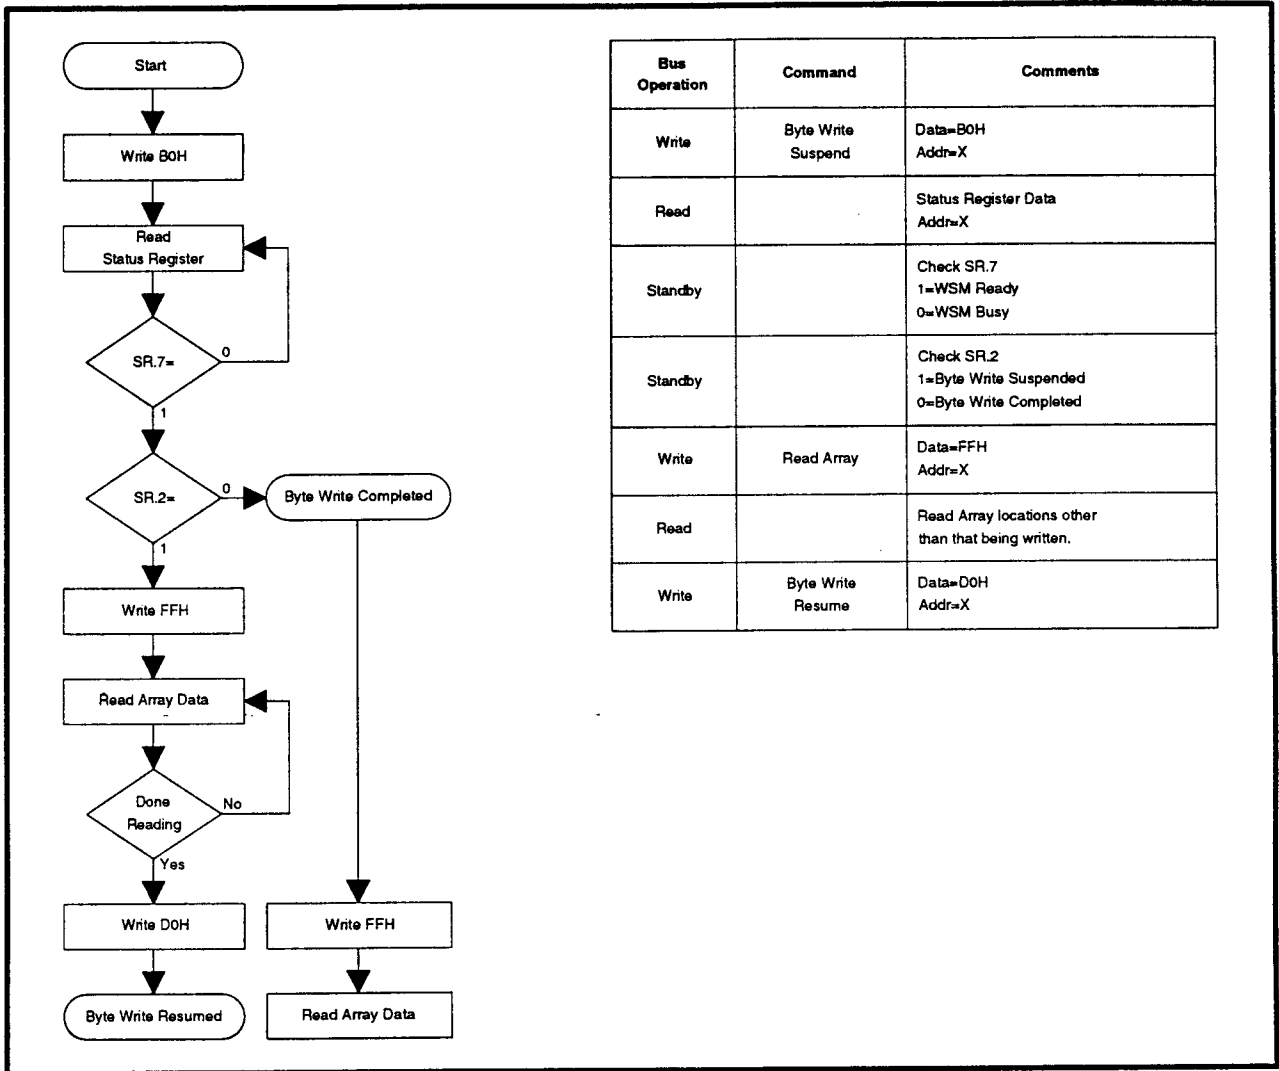 Start
Write B0H
Read
Status Register
SR.7=
0
1
SR.2=
0
Byte Write Completed
1
Write FFH
Read Array Data
Done
Reading
No
Yes
Write D0H
Write FFH
Byte Write Resumed
Read Array Data
Bus
Operation
Command
Comments
Write
Byte Write
Suspend
Data=B0H
Addr=X
Read
Status Register Data
Addr=X
Standby
Check SR.7
1=WSM Ready
0=WSM Busy
Standby
Check SR.2
1=Byte Write Suspended
0=Byte Write Completed
Write
Read Array
Data=FFH
Addr=X
Read
Read Array locations other
than that being written.
Write
Byte Write
Resume
Data=D0H
Addr=X